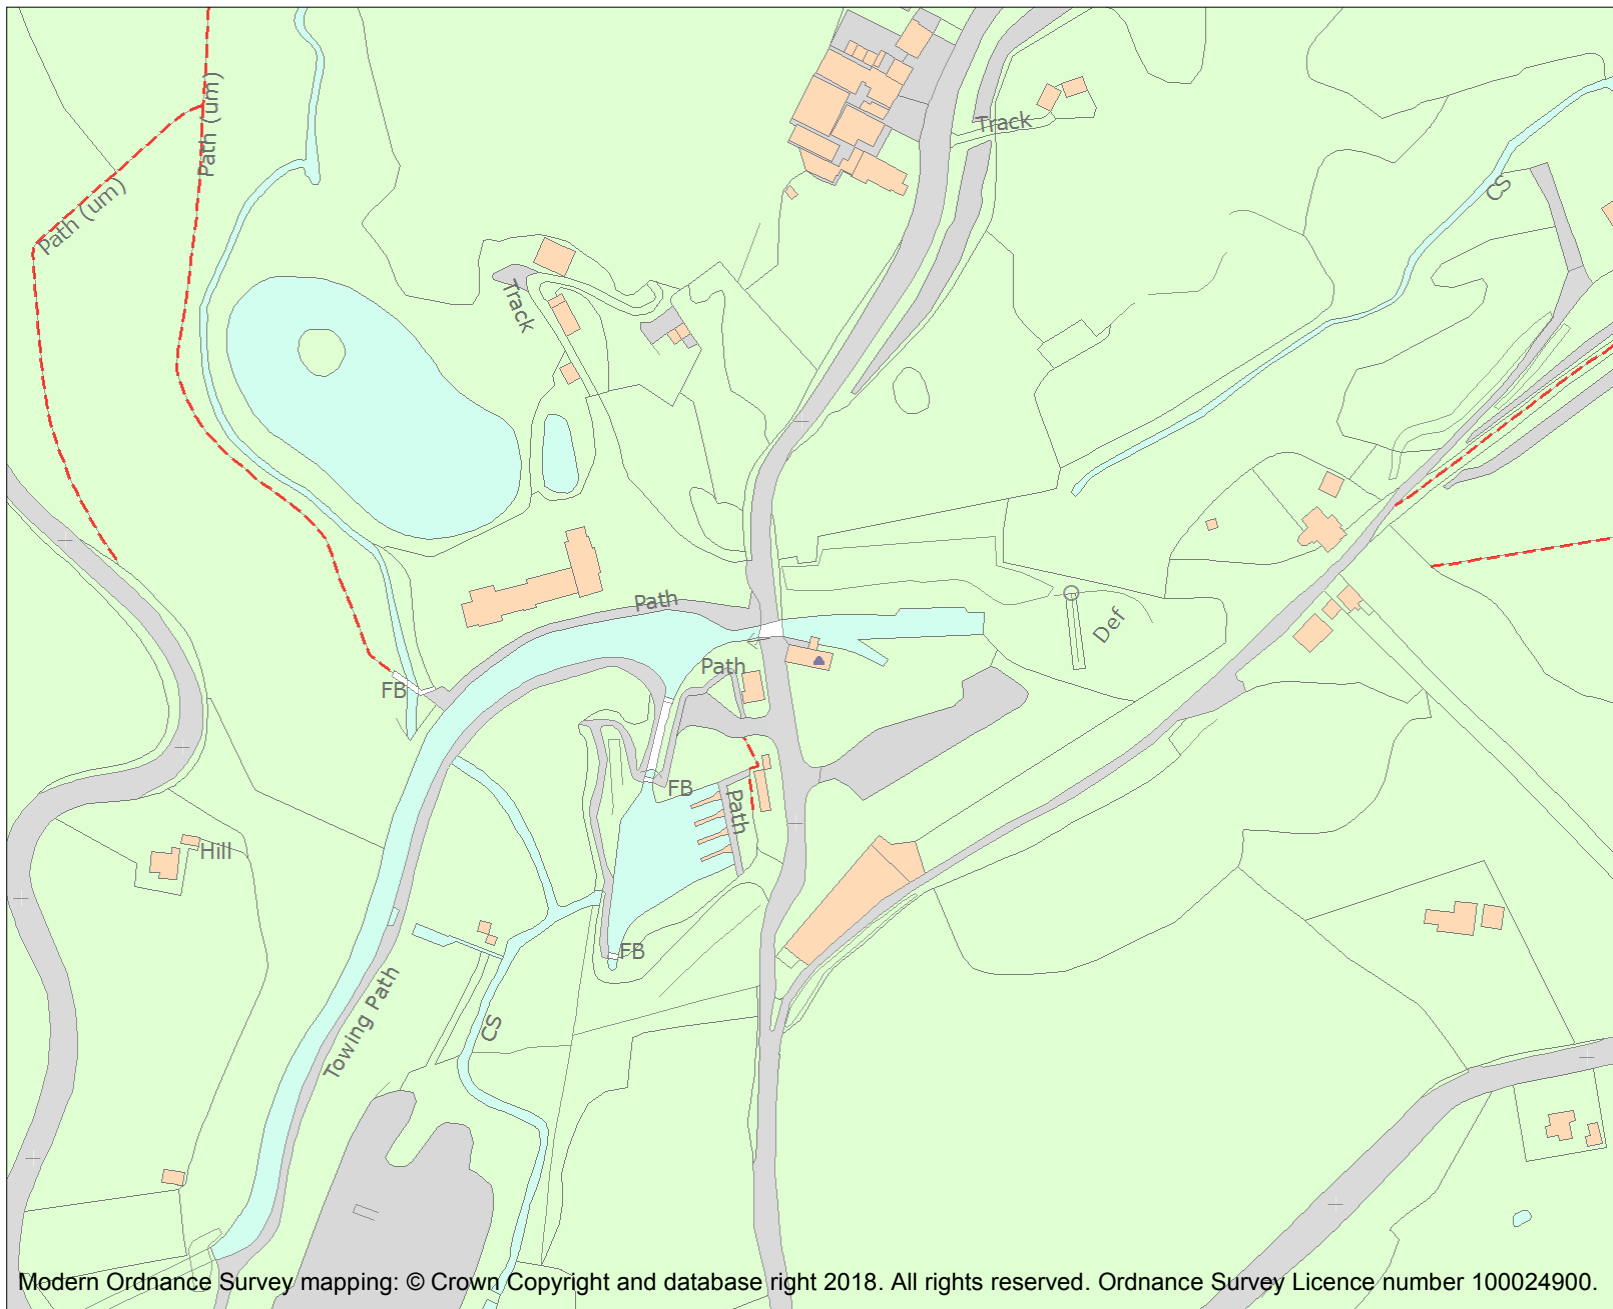 Path (um)
Track
Path (um)
CS
Track
Path
Def
Path
FB
FB
Path
Hill
FB
Towing Path
CS
Modern Ordnance Survey mapping: © Crown Copyright and database right 2018. All rights reserved. Ordnance Survey Licence number 100024900.